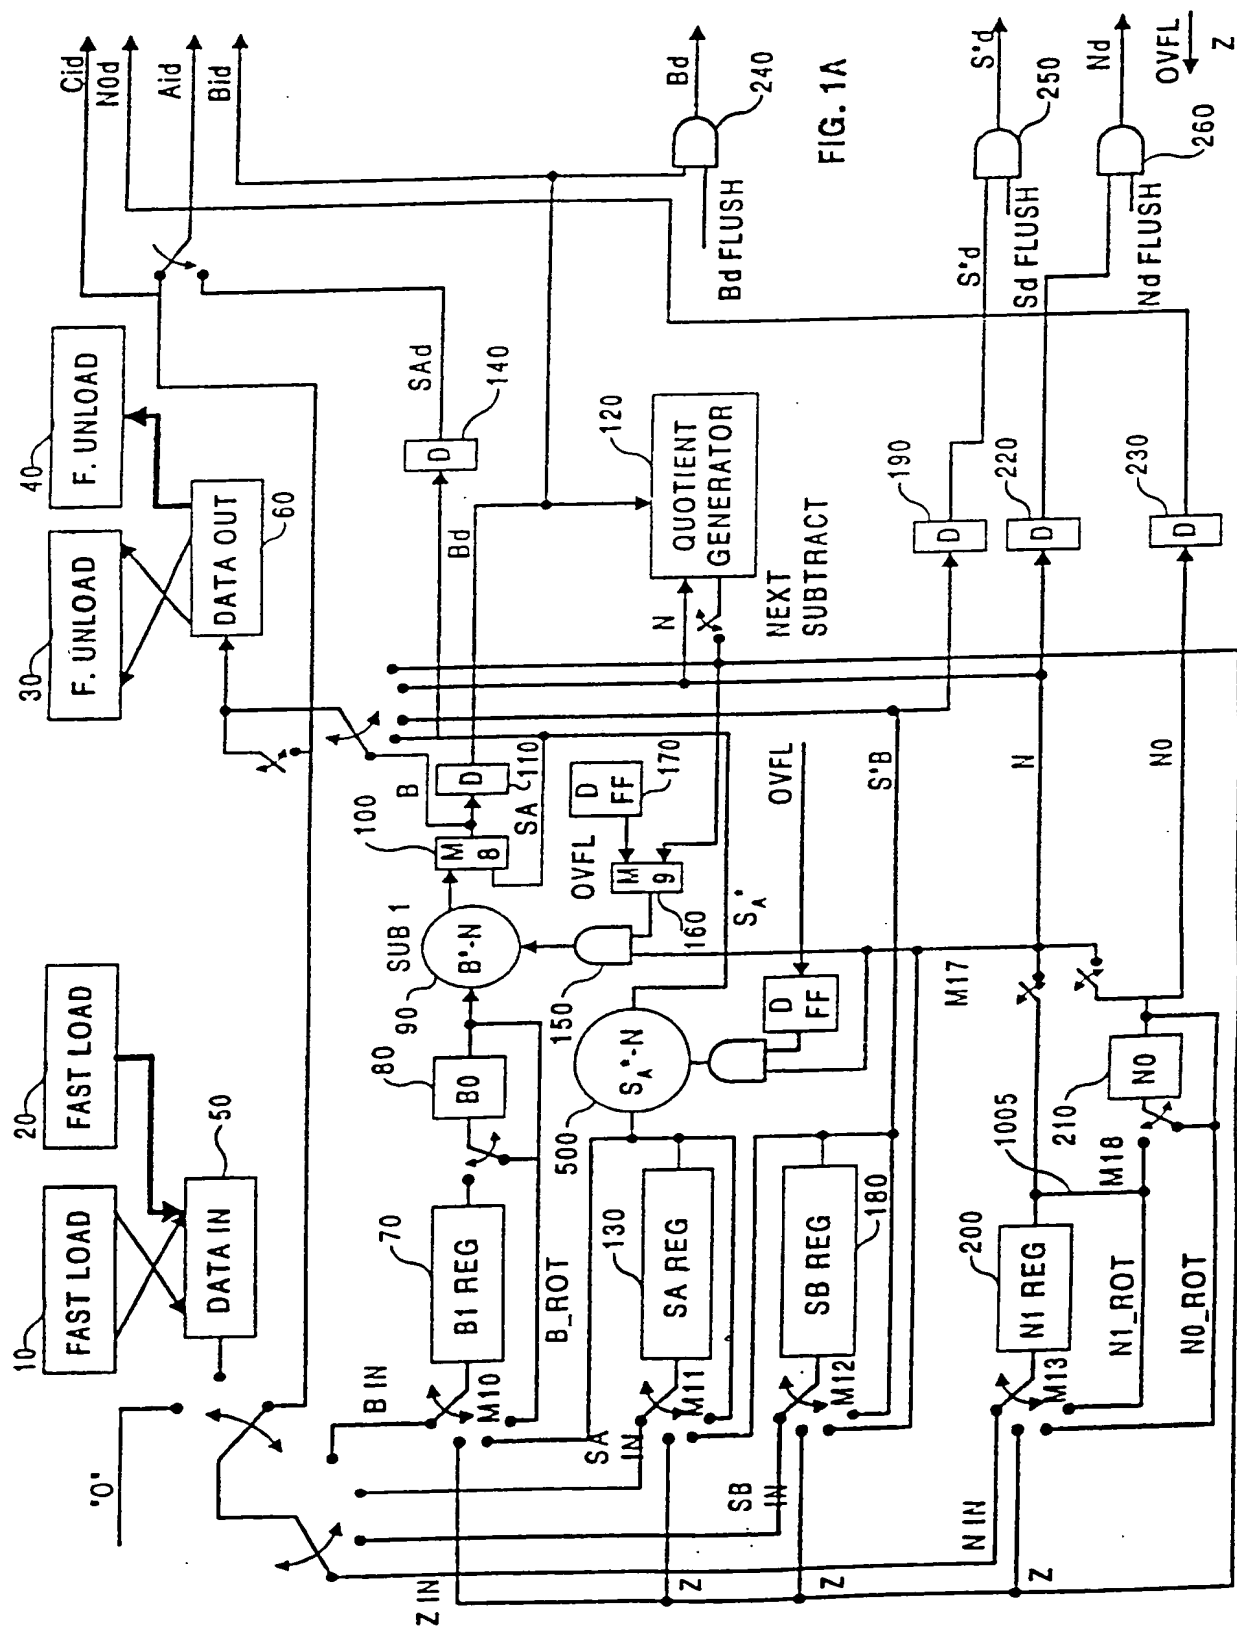 Cid
N0d
Aid
Bid
40
F. UNLOAD
30
F. UNLOAD
DATA OUT
60
20
FAST LOAD
10
FAST LOAD
50
DATA IN
"0"
SAd
D
140
Bd
Bd
240
Bd FLUSH
FIG. 1A
120
QUOTIENT
GENERATOR
N
NEXT
SUBTRACT
B
D
110
SA
100
M
8
SUB 1
90
B*-N
80
B0
70
B1 REG
B IN
M10
B_ROT
OVFL
D
FF
170
M
9
160
150
SA*
OVFL
D
FF
SA*-N
500
130
SA REG
SA
IN
M11
S*B
180
SB REG
SB
IN
M12
190
D
S*d
S*d
250
Sd FLUSH
220
D
Nd
260
Nd FLUSH
OVFL
Z
230
D
N
N0
M17
N0
210
M18
1005
200
N1 REG
M13
N1_ROT
N0_ROT
N IN
Z IN
Z
Z
Z